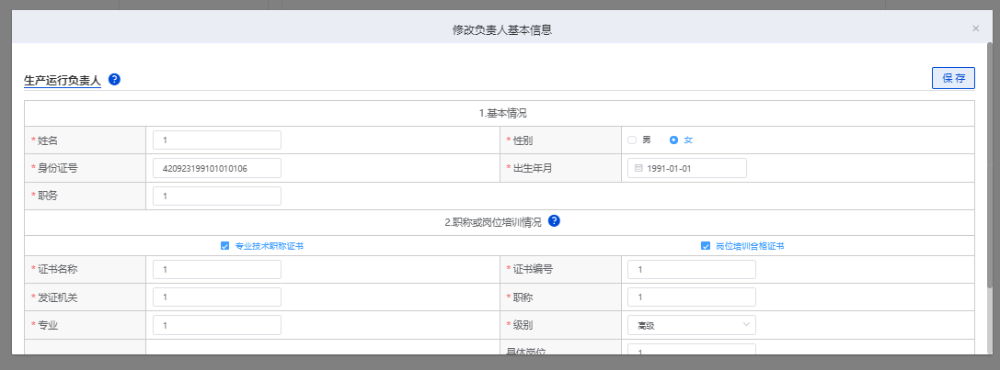 修改负责人基本信息
生产运行负责人 ?
保存
1.基本情况
*姓名 1 *性别 男 女
*身份证号 420923199101010106 *出生年月 1991-01-01
*职务 1
2.职称或岗位培训情况 ?
专业技术职称证书 岗位培训合格证书
*证书名称 1 *证书编号 1
*发证机关 1 *职称 1
*专业 1 *级别 高级
具体岗位 1